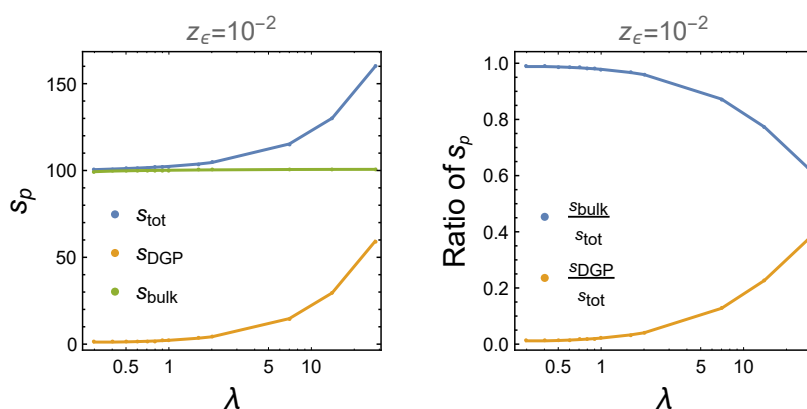 z_ϵ=10⁻²
s_p
150
100
50
0
s_tot
s_DGP
s_bulk
0.5 1 10
λ
z_ϵ=10⁻²
Ratio of s_p
1.0
0.8
0.6
0.4
0.2
0.0
s_bulk
s_tot
s_DGP
s_tot
0.5 1 10
λ